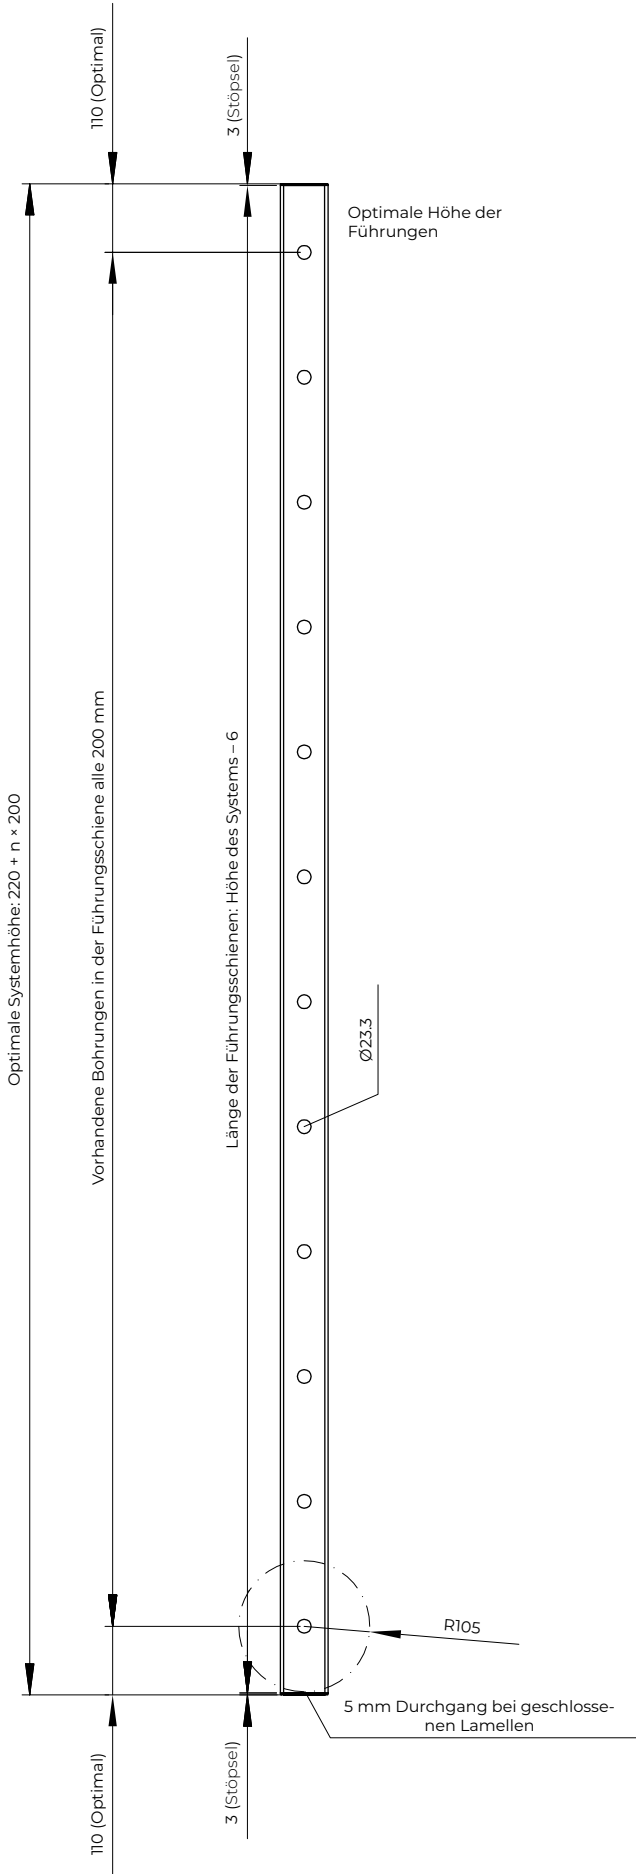 110 (Optimal)
3 (Stöpsel)
Optimale Höhe der
Führungen
Optimale Systemhöhe: 220 + n × 200
Vorhandene Bohrungen in der Führungsschiene alle 200 mm
Länge der Führungsschienen: Höhe des Systems – 6
Ø23.3
R105
5 mm Durchgang bei geschlosse-
nen Lamellen
110 (Optimal)
3 (Stöpsel)